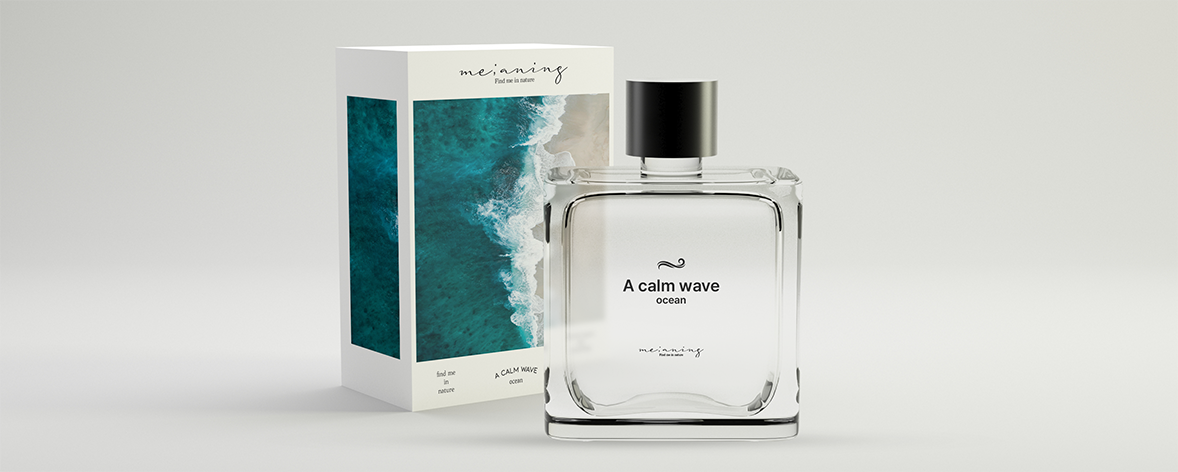 me;aning
Find me in nature
find me
in
nature
A CALM WAVE
ocean
A calm wave
ocean
me;aning
Find me in nature